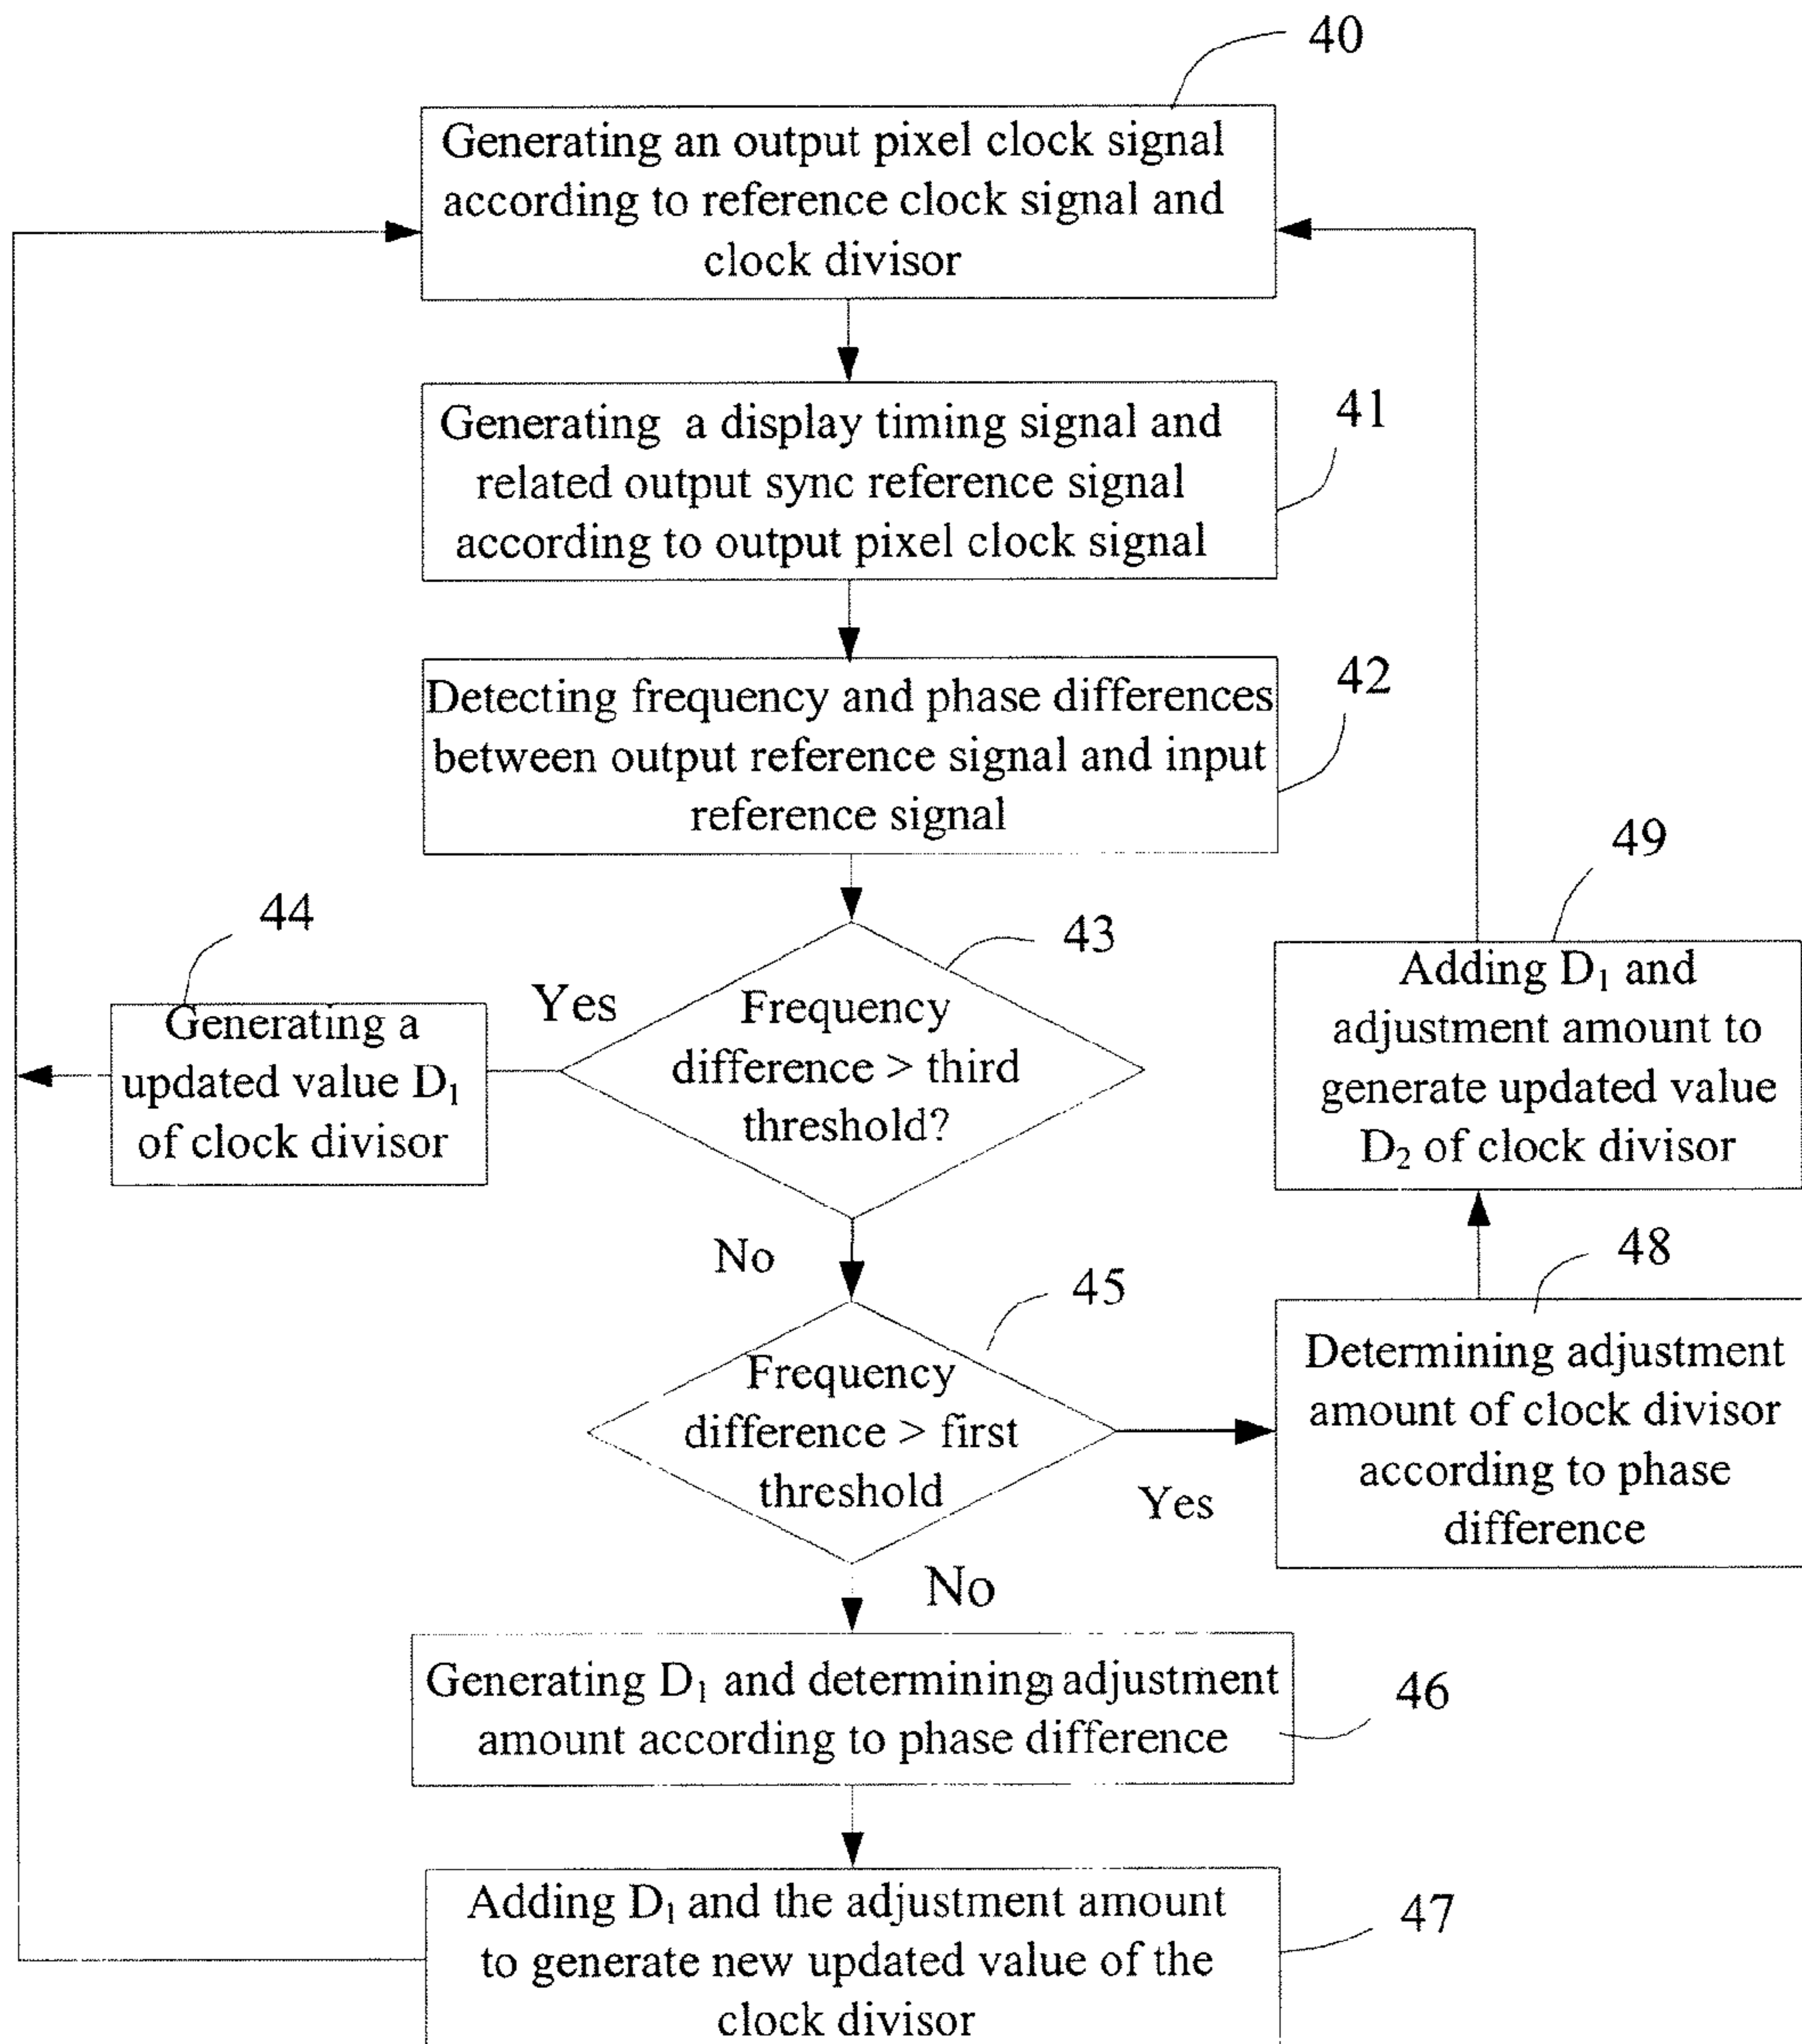 40
Generating an output pixel clock signal
according to reference clock signal and
clock divisor
Generating a display timing signal and
related output sync reference signal
according to output pixel clock signal
41
Detecting frequency and phase differences
between output reference signal and input
reference signal
42
43
Frequency
difference > third
threshold?
Yes
44
Generating a
updated value D₁
of clock divisor
No
45
Frequency
difference > first
threshold
Yes
48
Determining adjustment
amount of clock divisor
according to phase
difference
49
Adding D₁ and
adjustment amount to
generate updated value
D₂ of clock divisor
No
Generating D₁ and determining adjustment
amount according to phase difference
46
Adding D₁ and the adjustment amount
to generate new updated value of the
clock divisor
47